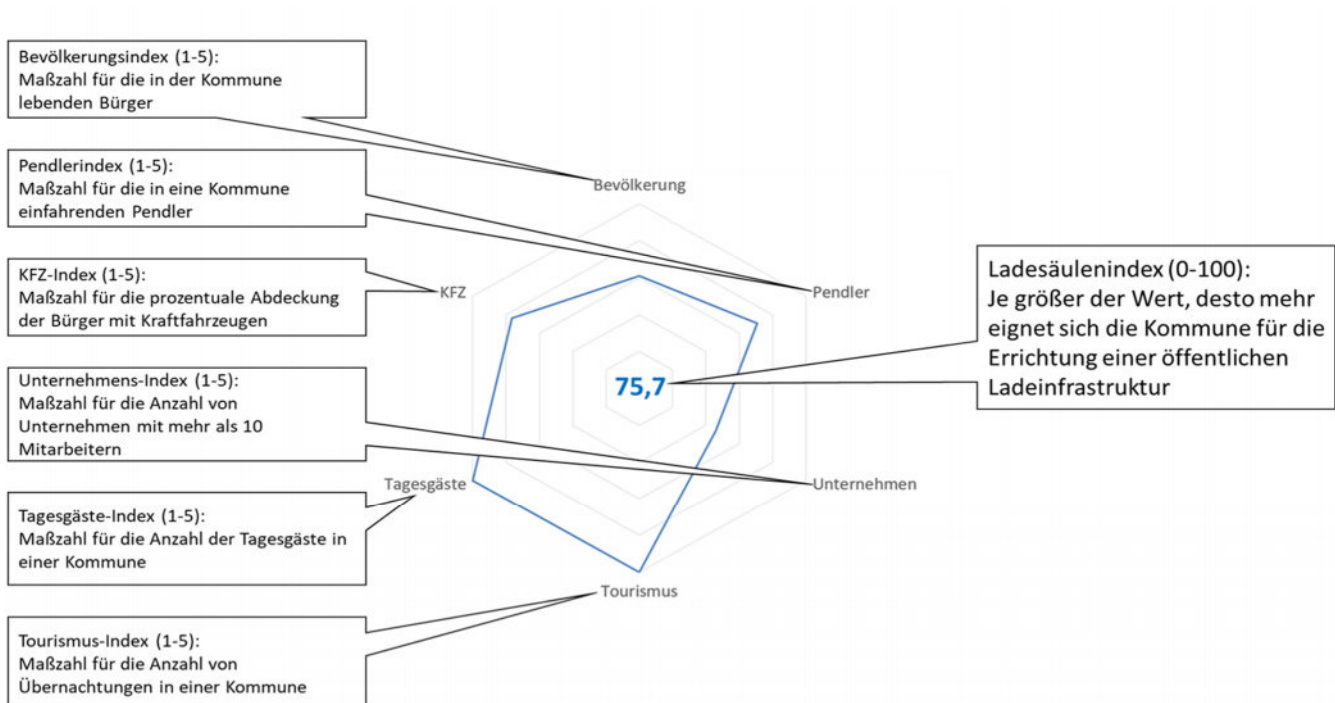 Bevölkerungsindex (1-5):
Maßzahl für die in der Kommune
lebenden Bürger
Pendlerindex (1-5):
Maßzahl für die in eine Kommune
einfahrenden Pendler
KFZ-Index (1-5):
Maßzahl für die prozentuale Abdeckung
der Bürger mit Kraftfahrzeugen
Unternehmens-Index (1-5):
Maßzahl für die Anzahl von
Unternehmen mit mehr als 10
Mitarbeitern
Tagesgäste-Index (1-5):
Maßzahl für die Anzahl der Tagesgäste in
einer Kommune
Tourismus-Index (1-5):
Maßzahl für die Anzahl von
Übernachtungen in einer Kommune
Bevölkerung
KFZ
Pendler
75,7
Tagesgäste
Unternehmen
Tourismus
Ladesäulenindex (0-100):
Je größer der Wert, desto mehr
eignet sich die Kommune für die
Errichtung einer öffentlichen
Ladeinfrastruktur